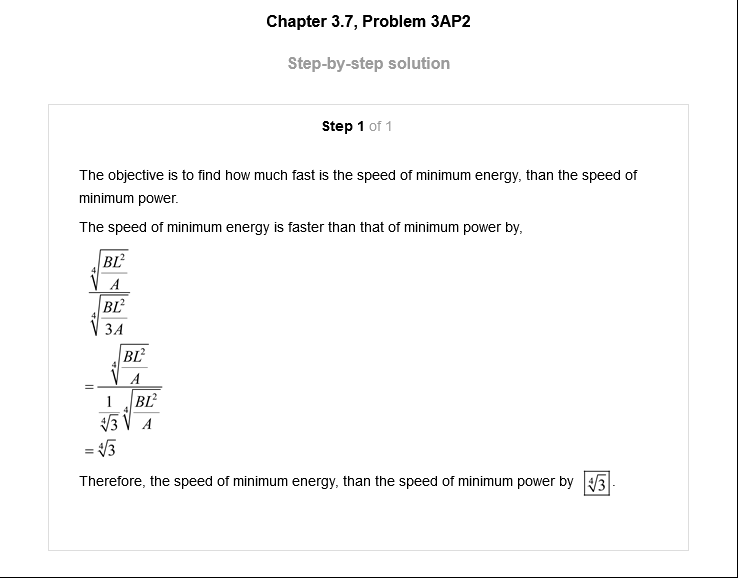 Chapter 3.7, Problem 3AP2
Step-by-step solution
Step 1 of 1
The objective is to find how much fast is the speed of minimum energy, than the speed of
minimum power.
The speed of minimum energy is faster than that of minimum power by,
\frac{\sqrt[4]{\frac{BL^2}{A}}}{\sqrt[4]{\frac{BL^2}{3A}}}
= \frac{\sqrt[4]{\frac{BL^2}{A}}}{\frac{1}{\sqrt[4]{3}} \sqrt[4]{\frac{BL^2}{A}}}
= \sqrt[4]{3}
Therefore, the speed of minimum energy, than the speed of minimum power by \boxed{\sqrt[4]{3}}.